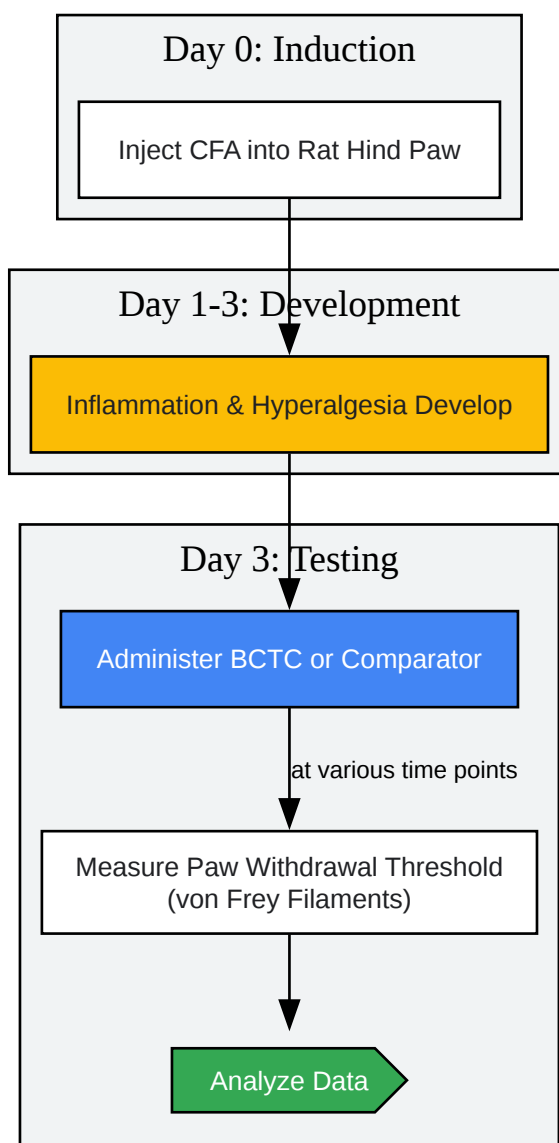 Day 0: Induction
Inject CFA into Rat Hind Paw
Day 1-3: Development
Inflammation & Hyperalgesia Develop
Day 3: Testing
Administer BCTC or Comparator
at various time points
Measure Paw Withdrawal Threshold
(von Frey Filaments)
Analyze Data